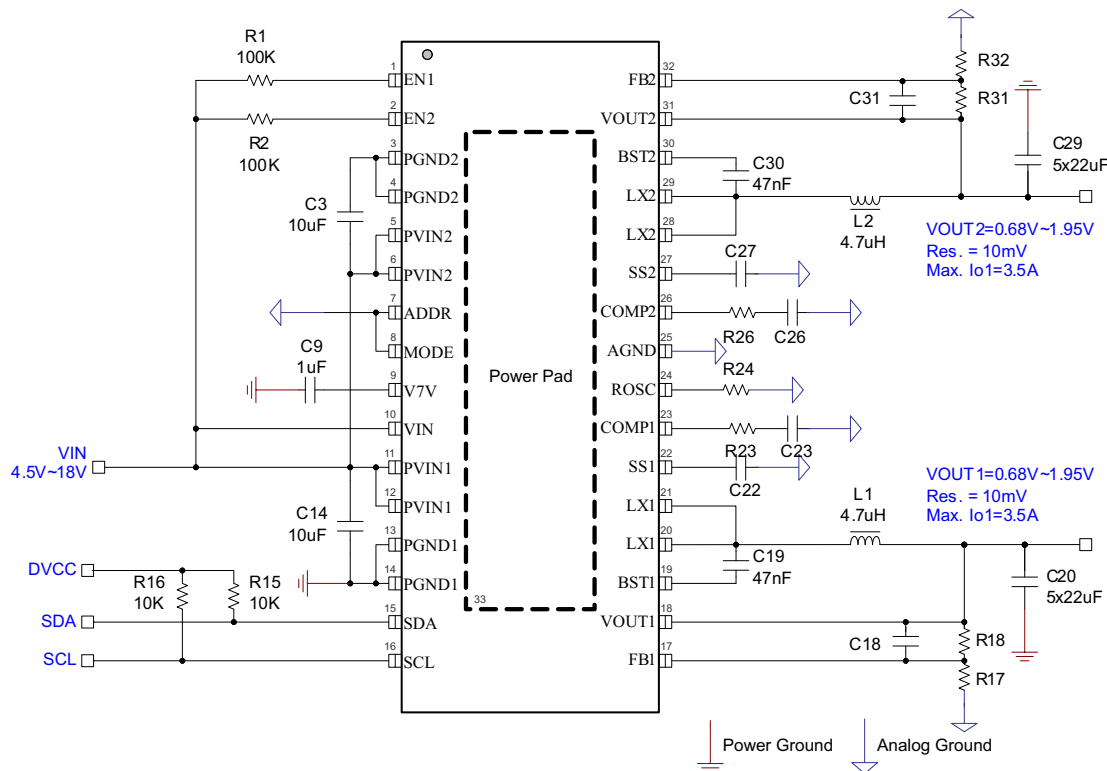 R1
100K
R2
100K
C3
10uF
C9
1uF
VIN
4.5V~18V
C14
10uF
DVCC
R16
10K
R15
10K
SDA
SCL
1
EN1
2
EN2
3
PGND2
4
PGND2
5
PVIN2
6
PVIN2
7
ADDR
8
MODE
9
V7V
10
VIN
11
PVIN1
12
PVIN1
13
PGND1
14
PGND1
15
SDA
16
SCL
Power Pad
33
32
FB2
31
VOUT2
30
BST2
29
LX2
28
LX2
27
SS2
26
COMP2
25
AGND
24
ROSC
23
COMP1
22
SS1
21
LX1
20
LX1
19
BST1
18
VOUT1
17
FB1
R32
R31
C31
C29
5x22uF
C30
47nF
L2
4.7uH
VOUT2=0.68V~1.95V
Res. = 10mV
Max. Io1=3.5A
C27
R26
C26
R24
R23
C23
C22
VOUT1=0.68V~1.95V
Res. = 10mV
Max. Io1=3.5A
L1
4.7uH
C19
47nF
C20
5x22uF
C18
R18
R17
Power Ground
Analog Ground